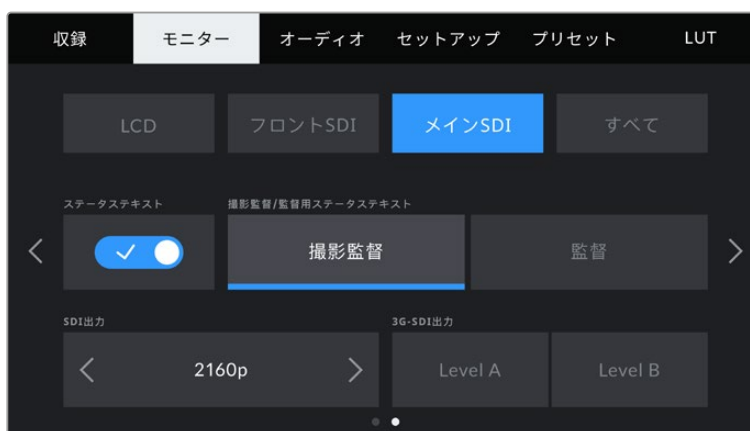 収録 モニター オーディオ セットアップ プリセット LUT
LCD フロントSDI メインSDI すべて
ステータステキスト 撮影監督/監督用ステータステキスト
撮影監督 監督
SDI出力 3G-SDI出力
2160p Level A Level B